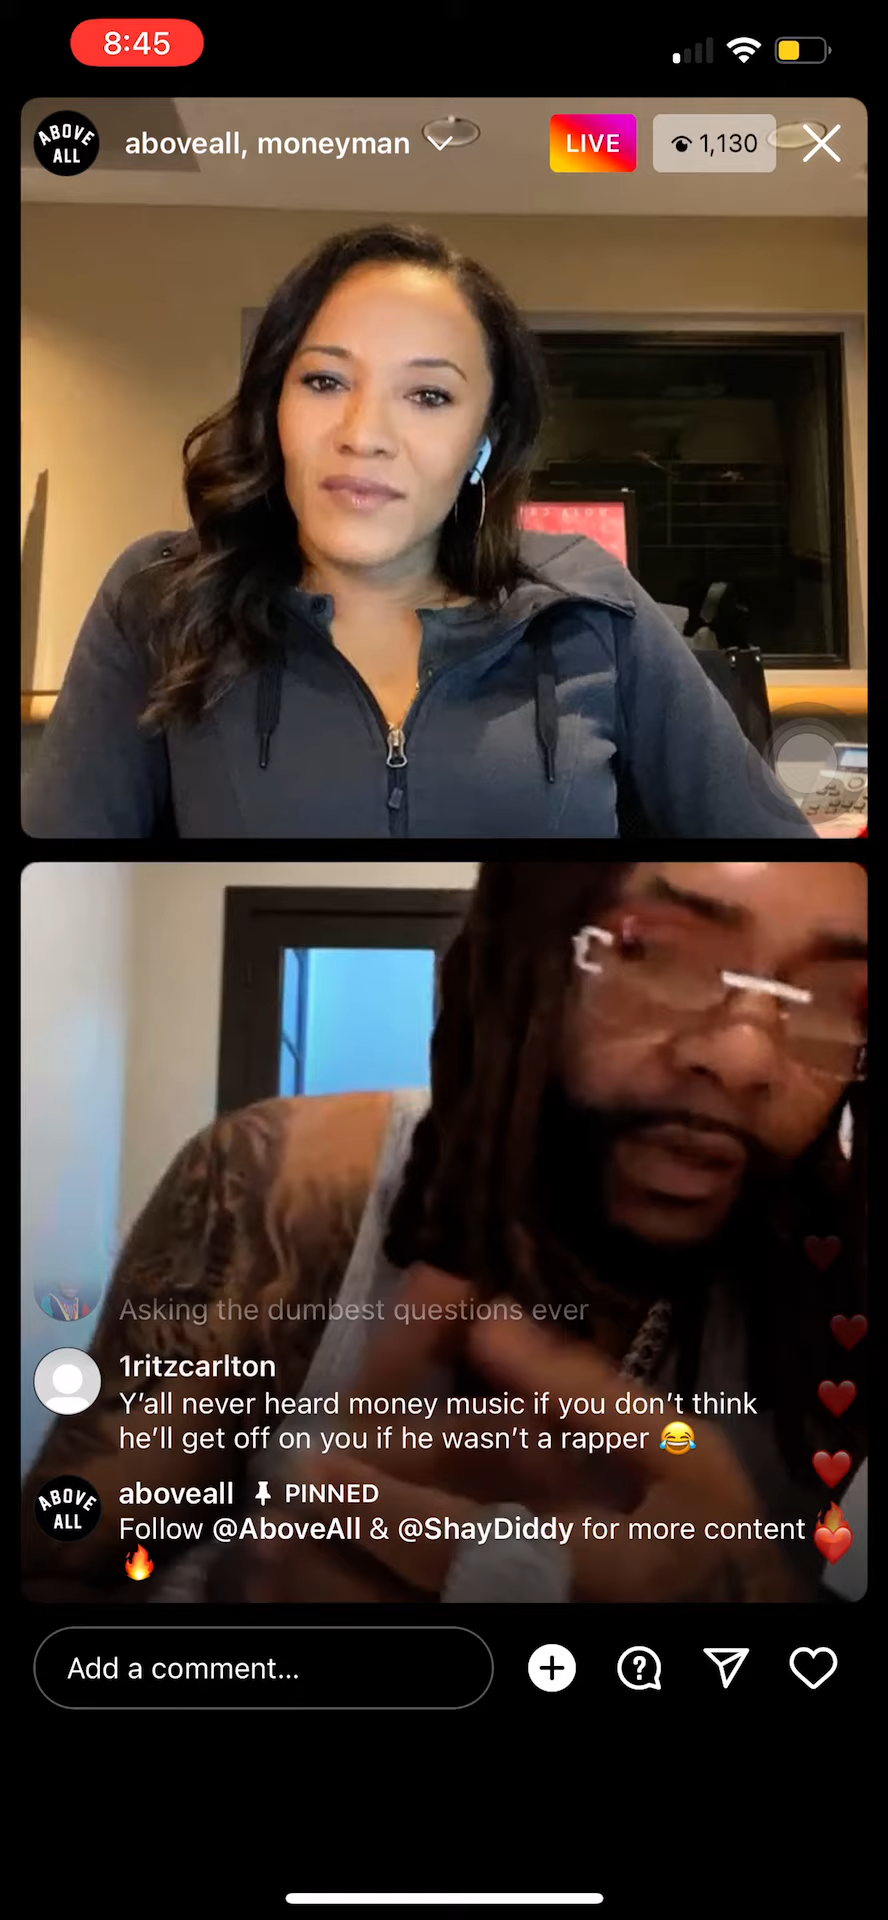 8:45
ABOVE
ALL
aboveall, moneyman
LIVE
1,130
Asking the dumbest questions ever
1ritzcarlton
Y'all never heard money music if you don't think
he'll get off on you if he wasn't a rapper 😂
ABOVE
ALL
aboveall 📌 PINNED
Follow @AboveAll & @ShayDiddy for more content
🔥
Add a comment...